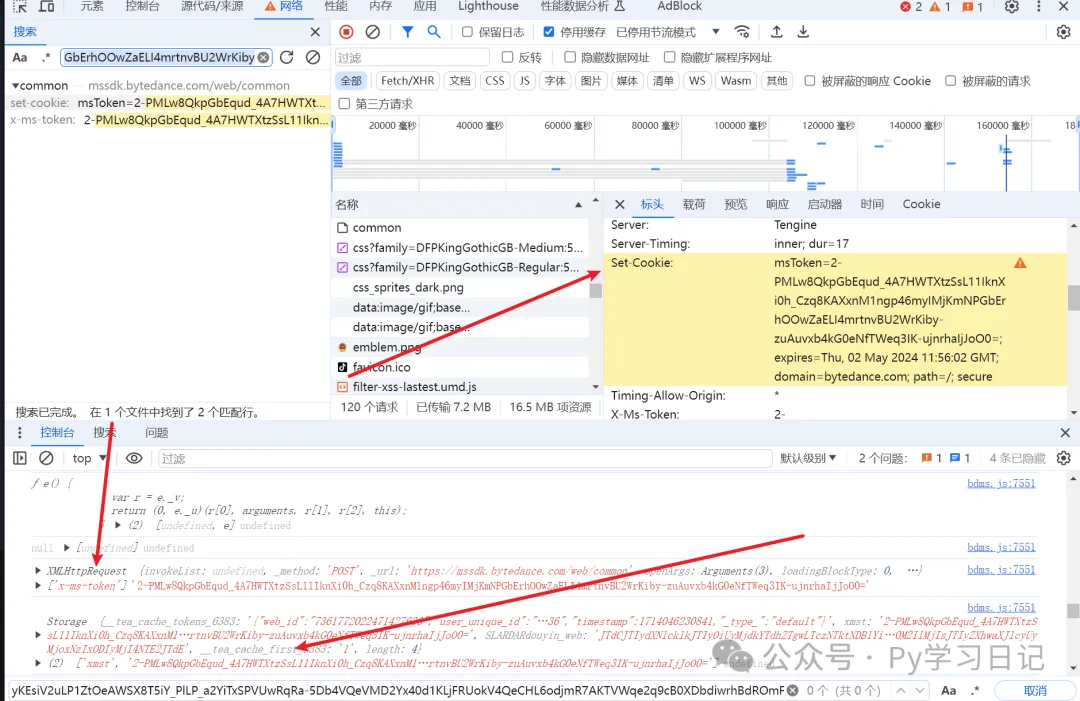 元素 控制台 源代码/来源 网络 性能 内存 应用 Lighthouse 性能数据分析 AdBlock 2 1 1
搜索
Aa .* GbErhOOwZaELI4mrtnvBU2WrKiby
▾common — mssdk.bytedance.com/web/common
set-cookie: msToken=2-PMLw8QkpGbEqud_4A7HWTXt...
x-ms-token: 2-PMLw8QkpGbEqud_4A7HWTXtzSsL11Ikn...
搜索已完成。 在 1 个文件中找到了 2 个匹配行。
保留日志 停用缓存 已停用节流模式
过滤 反转 隐藏数据网址 隐藏扩展程序网址
全部 Fetch/XHR 文档 CSS JS 字体 图片 媒体 清单 WS Wasm 其他 被屏蔽的响应 Cookie 被屏蔽的请求
第三方请求
20000 毫秒 40000 毫秒 60000 毫秒 80000 毫秒 100000 毫秒 120000 毫秒 140000 毫秒 160000 毫秒 18
名称
common
css?family=DFPKingGothicGB-Medium:5...
css?family=DFPKingGothicGB-Regular:5...
css_sprites_dark.png
data:image/gif;base...
data:image/gif;base...
emblem.png
favicon.ico
filter-xss-lastest.umd.js
120 个请求 已传输 7.2 MB 16.5 MB 项资源
标头 载荷 预览 响应 启动器 时间 Cookie
Server: Tengine
Server-Timing: inner; dur=17
Set-Cookie: msToken=2-
PMLw8QkpGbEqud_4A7HWTXtzSsL11IknX
i0h_Czq8KAXxnM1ngp46myIMjKmNPGbEr
hOOwZaELI4mrtnvBU2WrKiby-
zuAuvxb4kG0eNfTWeq3IK-ujnrhaIjJoO0=;
expires=Thu, 02 May 2024 11:56:02 GMT;
domain=bytedance.com; path=/; secure
Timing-Allow-Origin: *
X-Ms-Token: 2-
控制台 搜索 问题
top 过滤 默认级别 2 个问题: 1 1 4 条已隐藏
ƒ e() { bdms.js:7551
var r = e._v;
return (0, e._u)(r[0], arguments, r[1], r[2], this);
} (2) [undefined, e] undefined
null [undefined] undefined bdms.js:7551
XMLHttpRequest {invokeList: undefined, _method: 'POST', _url: 'https://mssdk.bytedance.com/web/common', openArgs: Arguments(3), loadingBlockType: 0, …} bdms.js:7551
['x-ms-token'] '2-PMLw8QkpGbEqud_4A7HWTXtzSsL11IknXi0h_Czq8KAXxnM1ngp46myIMjKmNPGbErhOOwZaELI4mrtnvBU2WrKiby-zuAuvxb4kG0eNfTWeq3IK-ujnrhaIjJoO0='
bdms.js:7551
Storage {__tea_cache_tokens_6383: '{"web_id":"7361772022471427622","user_unique_id":"…36","timestamp":1714046230841,"_type_":"default"}', xmst: '2-PMLw8QkpGbEqud_4A7HWTXtzS
sL11IknXi0h_Czq8KAXxnM1…rtnvBU2WrKiby-zuAuvxb4kG0eNfTWeq3IK-ujnrhaIjJoO0=', SLARDARdouyin_web:
__tea_cache_first_6383: '1', length: 4}
(2) ['xmst', '2-PMLw8QkpGbEqud_4A7HWTXtzSsL11IknXi0h_Czq8KAXxnM1…rtnvBU2WrKiby-zuAuvxb4kG0eNfTWeq3IK-ujnrhaIjJoO0=']
公众号 · Py学习日记
yKEsiV2uLP1ZtOeAWSX8T5iY_PlLP_a2YiTxSPVUwRqRa-5Db4VQeVMD2Yx40d1KLjFRUokV4QeCHL6odjmR7AKTVWqe2q9cB0XDbdiwrhBdROmF 0 个 (共 0 个) Aa .* 取消